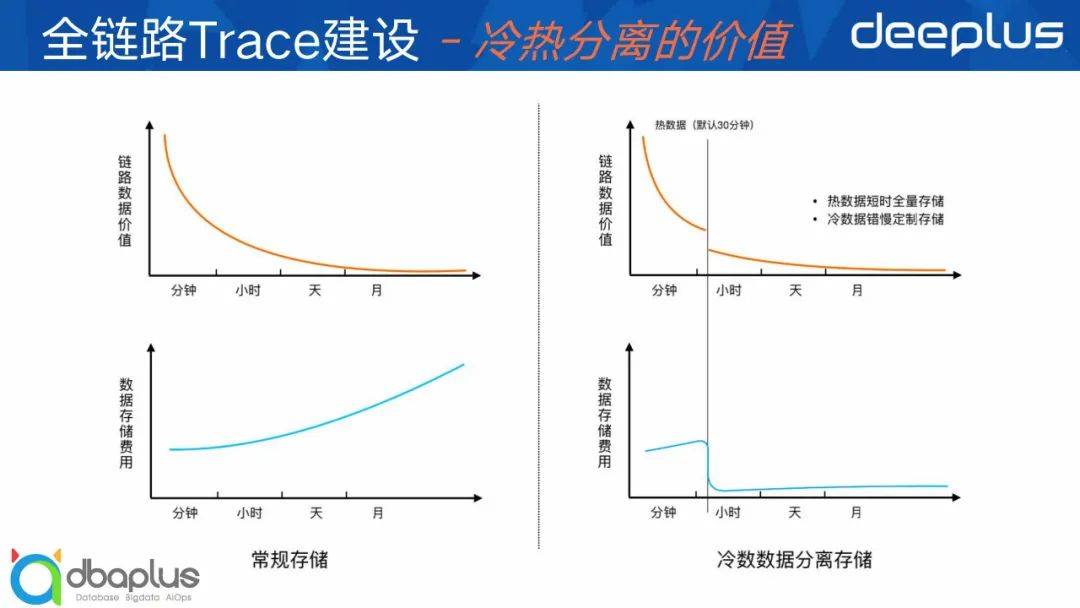 全链路Trace建设 - 冷热分离的价值
deeplus
链路数据价值
分钟 小时 天 月
数据存储费用
分钟 小时 天 月
常规存储
热数据（默认30分钟）
链路数据价值
• 热数据短时全量存储
• 冷数据错慢定制存储
分钟 小时 天 月
数据存储费用
分钟 小时 天 月
冷数数据分离存储
dbaplus
Database Bigdata AiOps